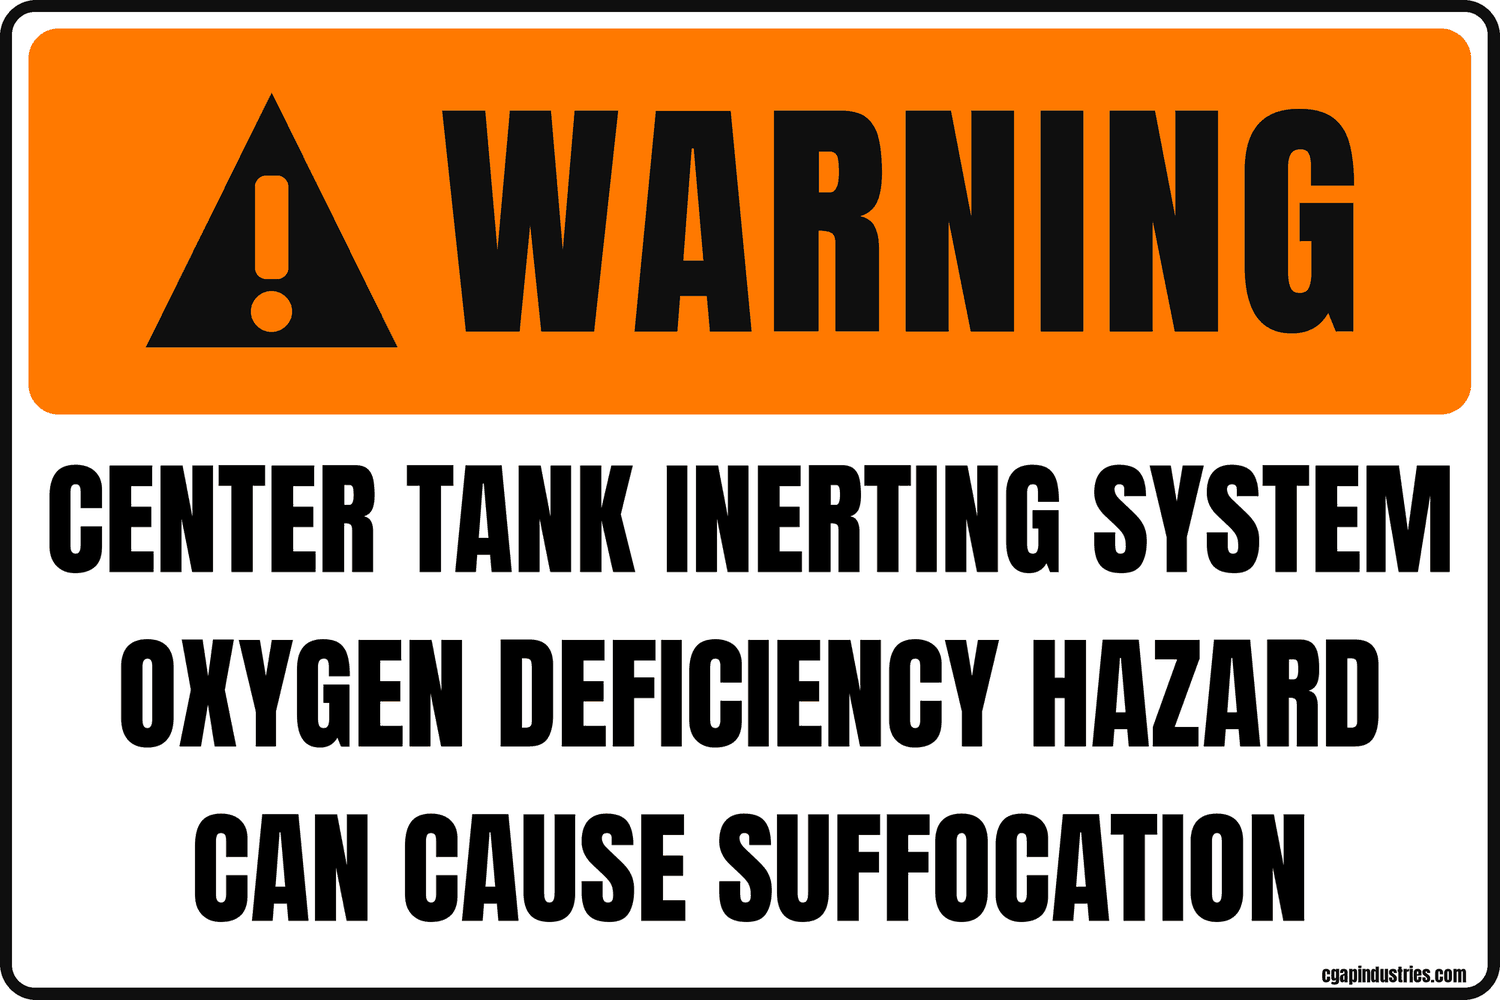 WARNING
CENTER TANK INERTING SYSTEM
OXYGEN DEFICIENCY HAZARD
CAN CAUSE SUFFOCATION
cgapindustries.com